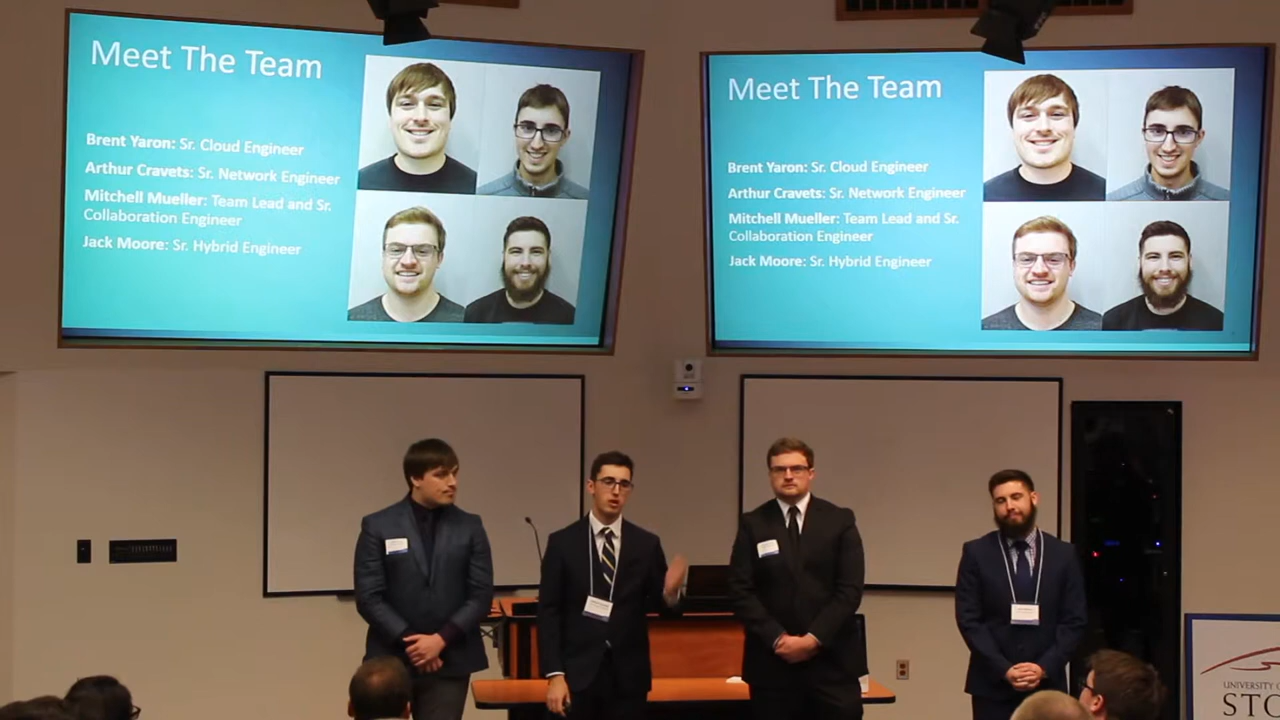 Meet The Team
Brent Yaron: Sr. Cloud Engineer
Arthur Cravets: Sr. Network Engineer
Mitchell Mueller: Team Lead and Sr.
Collaboration Engineer
Jack Moore: Sr. Hybrid Engineer
Meet The Team
Brent Yaron: Sr. Cloud Engineer
Arthur Cravets: Sr. Network Engineer
Mitchell Mueller: Team Lead and Sr.
Collaboration Engineer
Jack Moore: Sr. Hybrid Engineer
UNIVERSITY